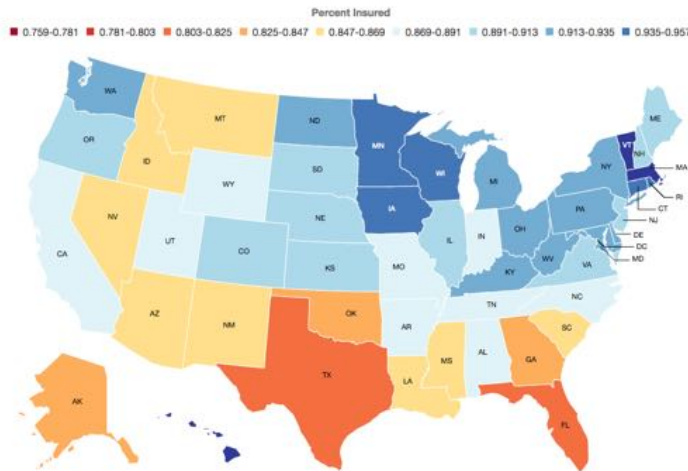 Percent Insured
0.759-0.781 0.781-0.803 0.803-0.825 0.825-0.847 0.847-0.869 0.869-0.891 0.891-0.913 0.913-0.935 0.935-0.957
WA
MT
ND
MN
VT
ME
OR
ID
SD
WI
NH
MA
WY
MI
NY
RI
IA
CT
NE
PA
NJ
NV
OH
IL
IN
DE
UT
CO
DC
CA
WV
MD
KS
MO
VA
KY
NC
TN
AZ
NM
OK
AR
SC
MS
AL
GA
LA
TX
AK
FL